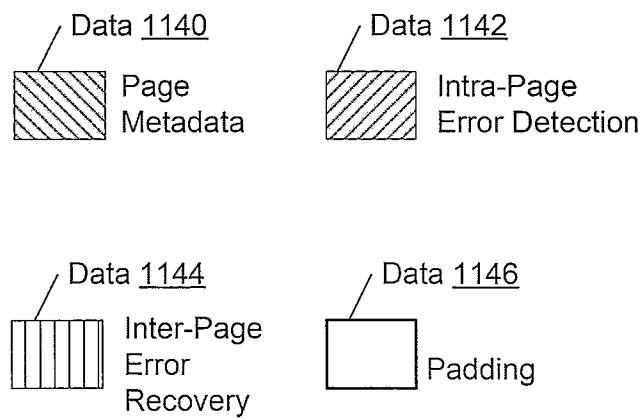 Data 1140
Page
Metadata
Data 1142
Intra-Page
Error Detection
Data 1144
Inter-Page
Error
Recovery
Data 1146
Padding